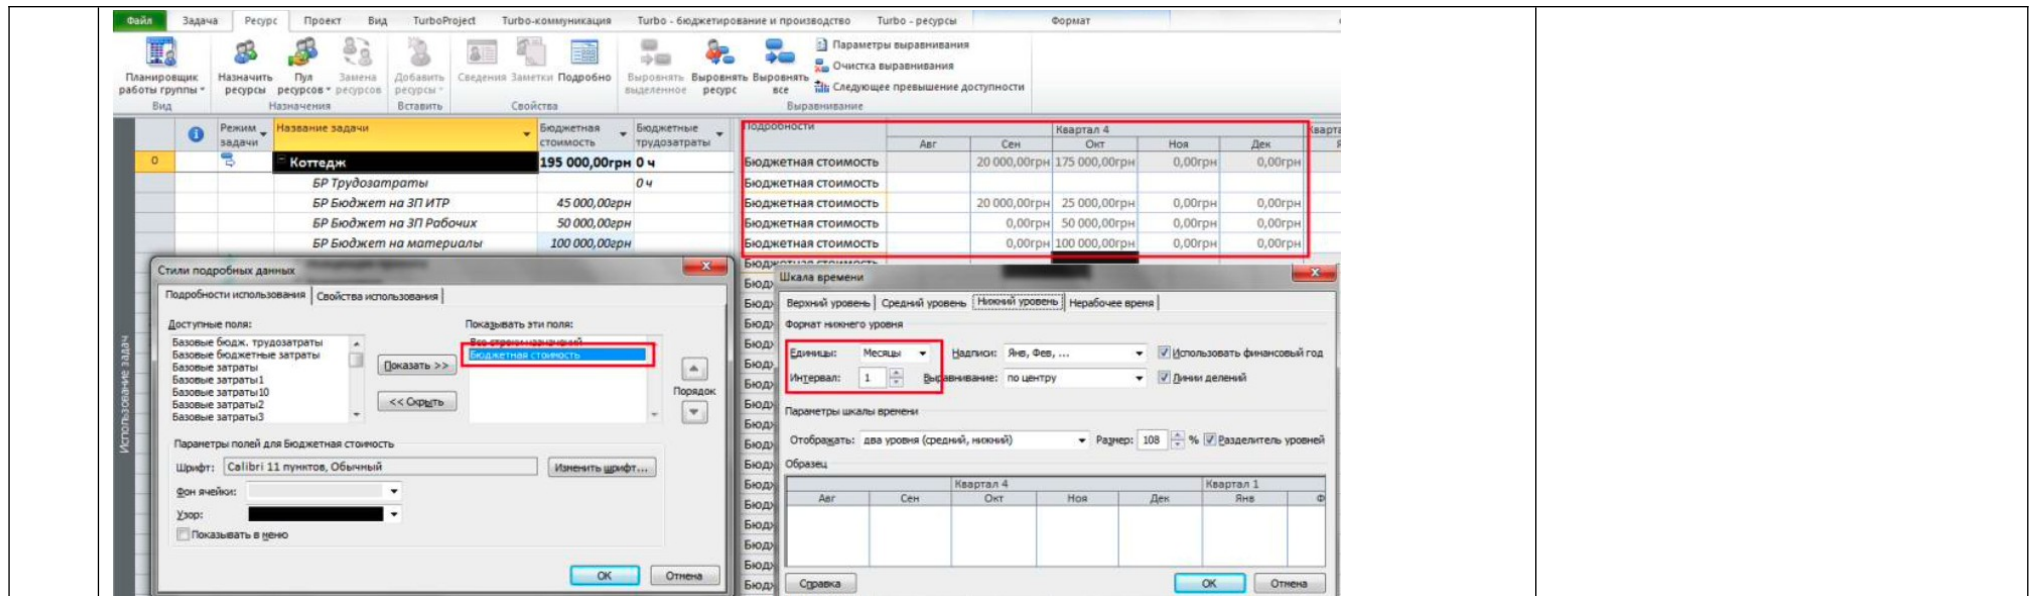 Файл Задача Ресурс Проект Вид TurboProject Turbo-коммуникация Turbo - бюджетирование и производство Turbo - ресурсы Формат
Планировщик работы группы Назначить ресурсы Пул ресурсов Замена ресурсов Добавить ресурсы Сведения Заметки Подробно Выровнять выделенное Выровнять ресурс Выровнять все
Параметры выравнивания
Очистка выравнивания
Следующее превышение доступности
Вид Назначения Вставить Свойства Выравнивание
Режим задачи Название задачи Бюджетная стоимость Бюджетные трудозатраты
Подробности Квартал 4
Авг Сен Окт Ноя Дек
0 Коттедж 195 000,00грн 0 ч Бюджетная стоимость 20 000,00грн 175 000,00грн 0,00грн 0,00грн
БР Трудозатраты 0 ч Бюджетная стоимость
БР Бюджет на ЗП ИТР 45 000,00грн Бюджетная стоимость 20 000,00грн 25 000,00грн 0,00грн 0,00грн
БР Бюджет на ЗП Рабочих 50 000,00грн Бюджетная стоимость 0,00грн 50 000,00грн 0,00грн 0,00грн
БР Бюджет на материалы 100 000,00грн Бюджетная стоимость 0,00грн 100 000,00грн 0,00грн 0,00грн
Использование задач
Стили подробных данных
Подробности использования Свойства использования
Доступные поля: Показывать эти поля:
Базовые бюдж. трудозатраты
Базовые бюджетные затраты
Базовые затраты
Базовые затраты1
Базовые затраты10
Базовые затраты2
Базовые затраты3
Показать >>
<< Скрыть
Все строки назначений
Бюджетная стоимость
Порядок
Параметры полей для Бюджетная стоимость
Шрифт: Calibri 11 пунктов, Обычный Изменить шрифт...
Фон ячейки:
Узор:
Показывать в меню
ОК Отмена
Шкала времени
Верхний уровень Средний уровень Нижний уровень Нерабочее время
Формат нижнего уровня
Единицы: Месяцы Надписи: Янв, Фев, ... Использовать финансовый год
Интервал: 1 Выравнивание: по центру Линии делений
Параметры шкалы времени
Отображать: два уровня (средний, нижний) Размер: 108 % Разделитель уровней
Образец
Квартал 4 Квартал 1
Авг Сен Окт Ноя Дек Янв Ф
Справка ОК Отмена